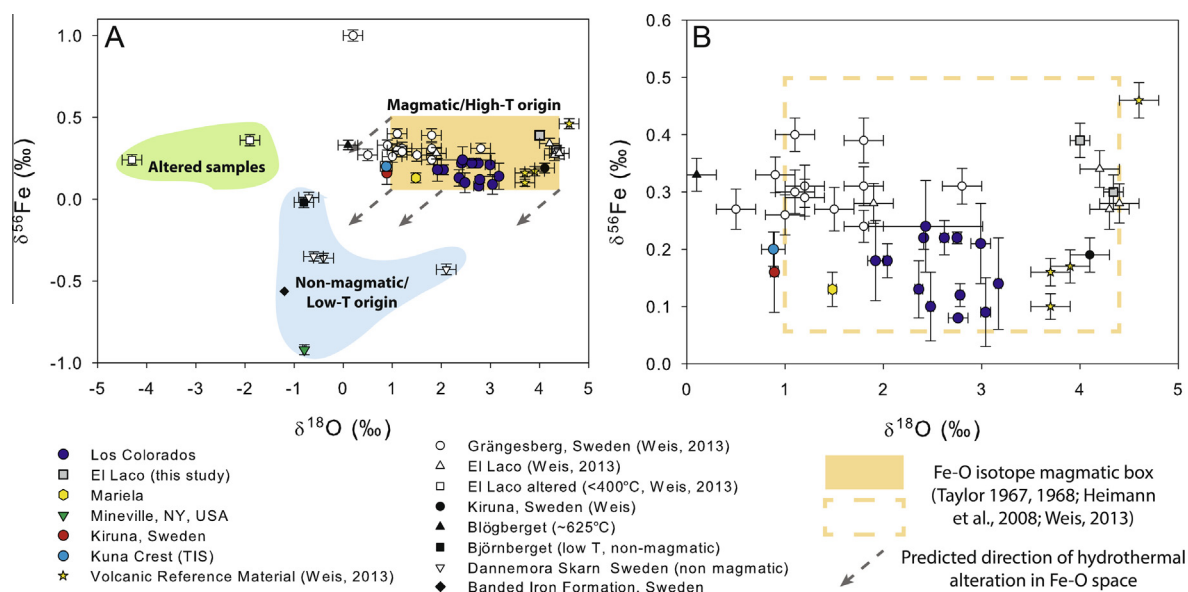 A
B
1.0
0.5
0.0
-0.5
-1.0
δ56Fe (‰)
Magmatic/High-T origin
Altered samples
Non-magmatic/
Low-T origin
-5 -4 -3 -2 -1 0 1 2 3 4 5
δ18O (‰)
0.6
0.5
0.4
0.3
0.2
0.1
0.0
δ56Fe (‰)
0 1 2 3 4 5
δ18O (‰)
Los Colorados
El Laco (this study)
Mariela
Mineville, NY, USA
Kiruna, Sweden
Kuna Crest (TIS)
Volcanic Reference Material (Weis, 2013)
Grängesberg, Sweden (Weis, 2013)
El Laco (Weis, 2013)
El Laco altered (<400°C, Weis, 2013)
Kiruna, Sweden (Weis)
Blögberget (~625°C)
Björnberget (low T, non-magmatic)
Dannemora Skarn Sweden (non magmatic)
Banded Iron Formation, Sweden
Fe-O isotope magmatic box
(Taylor 1967, 1968; Heimann
et al., 2008; Weis, 2013)
Predicted direction of hydrothermal
alteration in Fe-O space